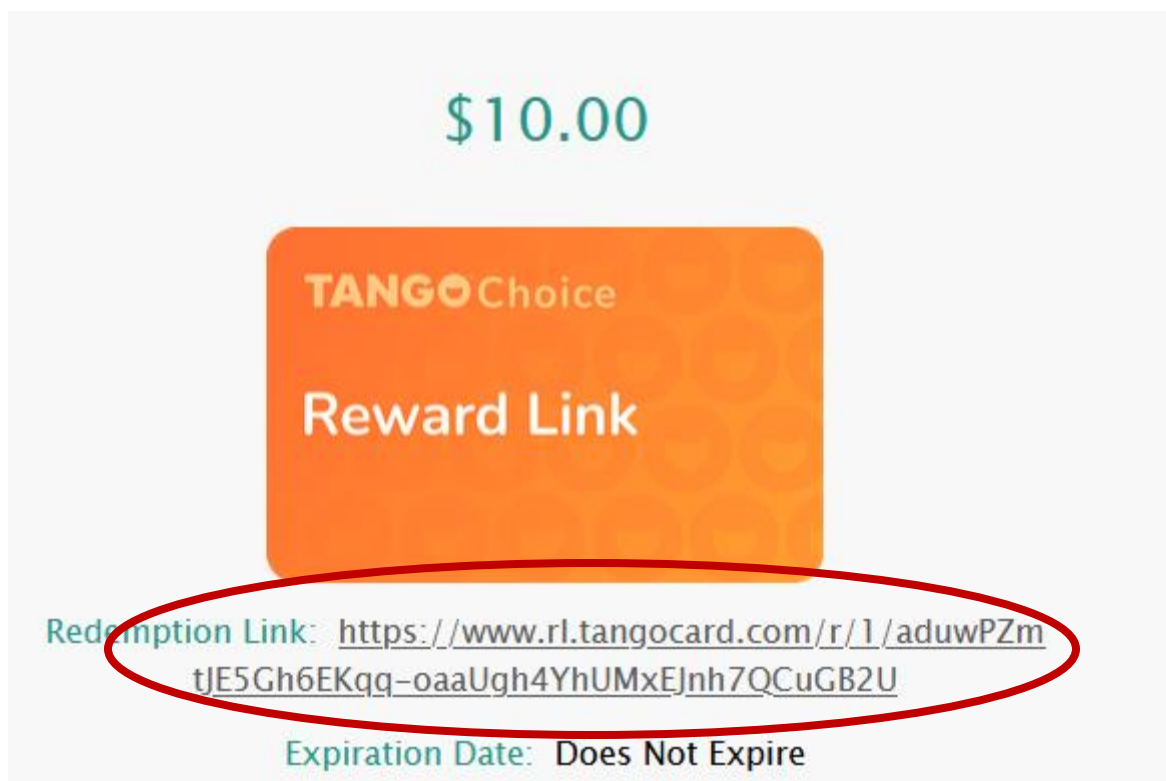 $10.00
TANGO Choice
Reward Link
Redemption Link: https://www.rl.tangocard.com/r/1/aduwPZm
tJE5Gh6EKqq-oaaUgh4YhUMxEJnh7QCuGB2U
Expiration Date: Does Not Expire